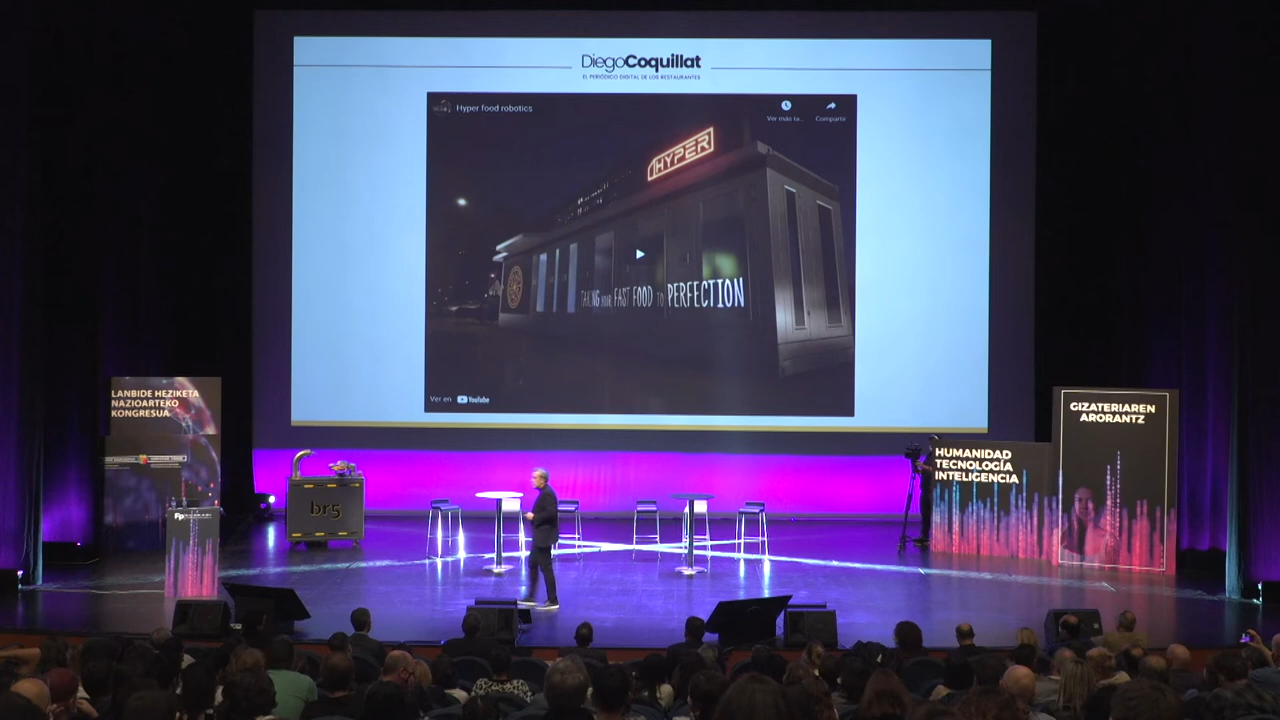 DiegoCoquillat
EL PERIÓDICO DIGITAL DE LOS RESTAURANTES
Hyper food robotics
Ver más ta...
Compartir
HYPER
TAKING YOUR FAST FOOD TO PERFECTION
Ver en YouTube
LANBIDE HEZIKETA
NAZIOARTEKO
KONGRESUA
br5
HUMANIDAD
TECNOLOGÍA
INTELIGENCIA
GIZATERIAREN
ARORANTZ